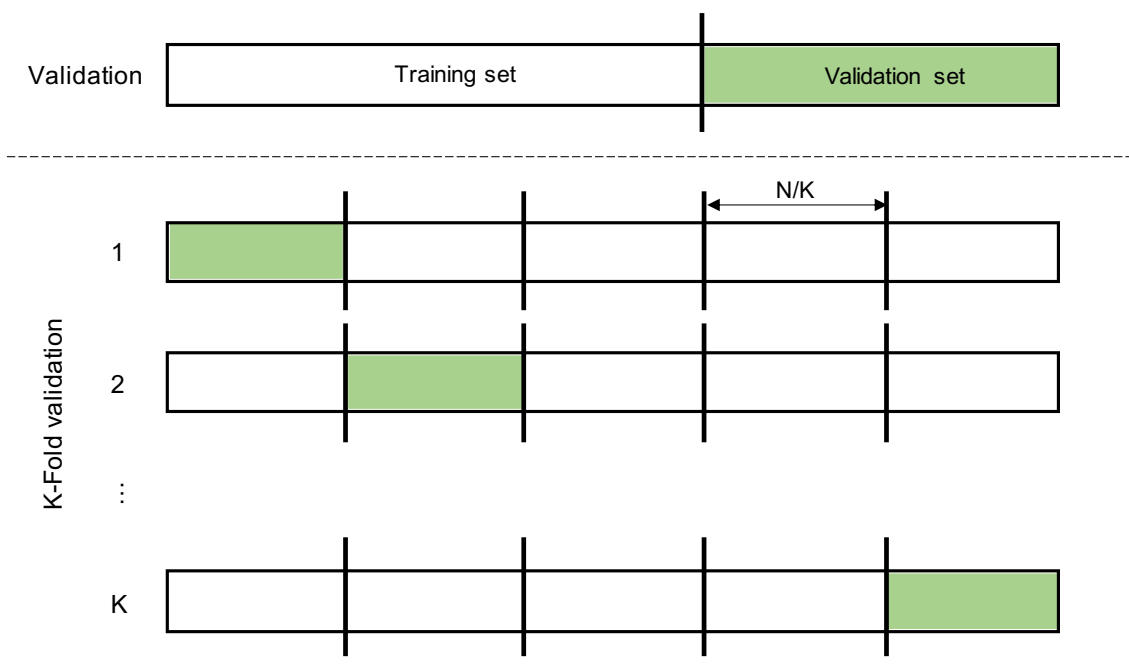 Validation
Training set
Validation set
N/K
1
K-Fold validation
2
⋮
K